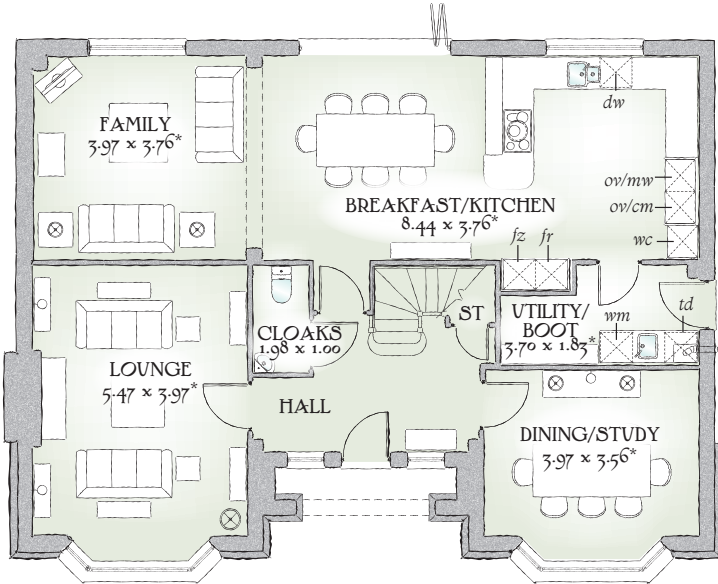 FAMILY
3.97 x 3.76*
dw
BREAKFAST/KITCHEN
8.44 x 3.76*
ov/mw
ov/cm
wc
fz fr
ST
CLOAKS
1.98 x 1.00
UTILITY/
BOOT
3.70 x 1.83*
wm
td
LOUNGE
5.47 x 3.97*
HALL
DINING/STUDY
3.97 x 3.56*